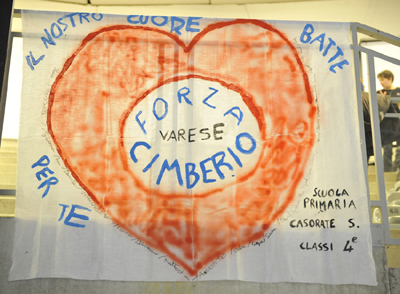 IL NOSTRO CUORE BATTE
PER TE
FORZA
VARESE
CIMBERIO
SCUOLA
PRIMARIA
CASORATE S.
CLASSI 4e